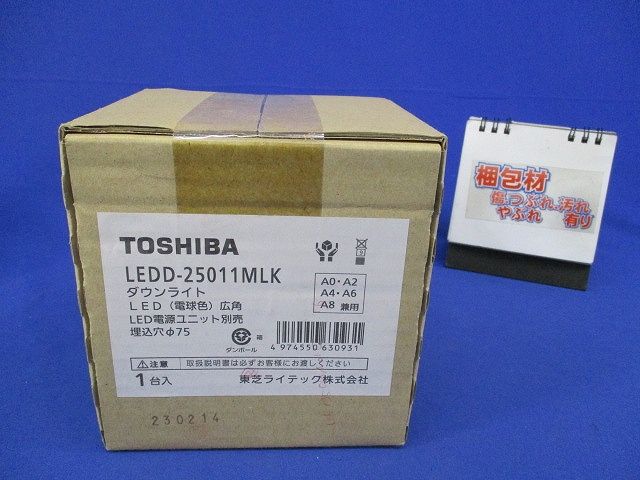 TOSHIBA
LEDD-25011MLK
ダウンライト
LED(電球色)広角
LED電源ユニット別売
埋込穴φ75
A0・A2
A4・A6
A8 兼用
箱
ダンボール
4 974550 630931
⚠注意 取扱説明書は必ずお客様にお渡しください
1台入
東芝ライテック株式会社
230214
梱包材
傷,つぶれ,汚れ,
やぶれ 有り